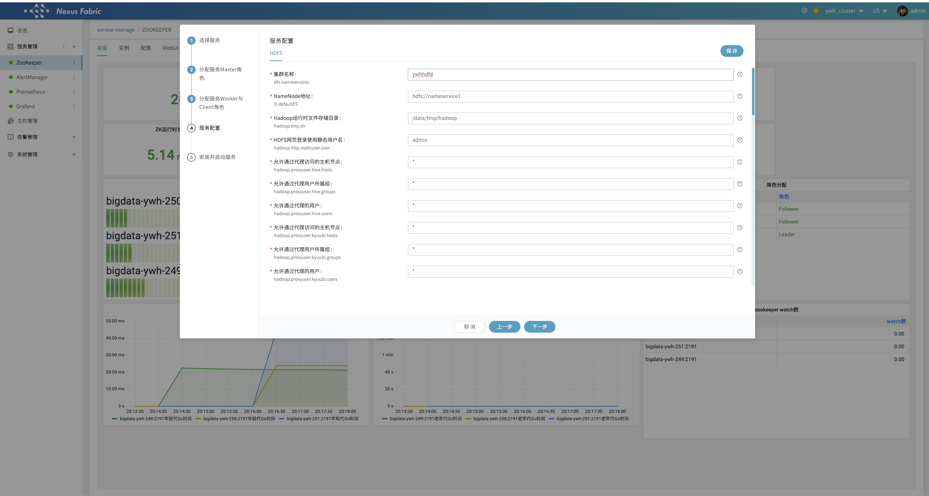 Nexus Fabric
ywh_cluster
US
admin
总览
服务管理
ZooKeeper
AlertManager
Prometheus
Grafana
主机管理
告警管理
系统管理
service-manage / ZOOKEEPER
总览 实例 配置 WebUI
2
ZK运行时长
5.14
bigdata-ywh-250
bigdata-ywh-251
bigdata-ywh-249
1 选择服务
2 分配服务Master角
色
3 分配服务Worker与
Client角色
4 服务配置
5 安装并启动服务
服务配置
HDFS
保存
* 集群名称:
dfs.nameservices
ywhhdfs
* NameNode地址:
fs.defaultFS
hdfs://nameservice1
* Hadoop运行时文件存储目录:
hadoop.tmp.dir
/data/tmp/hadoop
* HDFS网页登录使用静态用户名:
hadoop.http.staticuser.user
admin
* 允许通过代理访问的主机节点:
hadoop.proxyuser.hive.hosts
*
* 允许通过代理用户所属组:
hadoop.proxyuser.hive.groups
*
* 允许通过代理的用户:
hadoop.proxyuser.hive.users
*
* 允许通过代理访问的主机节点:
hadoop.proxyuser.kyuubi.hosts
*
* 允许通过代理用户所属组:
hadoop.proxyuser.kyuubi.groups
*
* 允许通过代理的用户:
hadoop.proxyuser.kyuubi.users
*
取消 上一步 下一步
角色分配
角色
Follower
Follower
Leader
zookeeper watch数
watch数
0.00
bigdata-ywh-251:2191 0.00
bigdata-ywh-249:2191 0.00
50.00 ms
40.00 ms
30.00 ms
20.00 ms
10.00 ms
0 s
20:13:30 20:14:00 20:14:30 20:15:00 20:15:30 20:16:00 20:16:30 20:17:00 20:17:30 20:18:00
bigdata-ywh-249:2191年轻代Gc时间 bigdata-ywh-250:2191年轻代Gc时间 bigdata-ywh-251:2191年轻代Gc时间
1 min
40 s
20 s
0 s
20:13:30 20:14:00 20:14:30 20:15:00 20:15:30 20:16:00 20:16:30 20:17:00 20:17:30 20:18:00
bigdata-ywh-249:2191老年代Gc时间 bigdata-ywh-250:2191老年代Gc时间 bigdata-ywh-251:2191老年代Gc时间